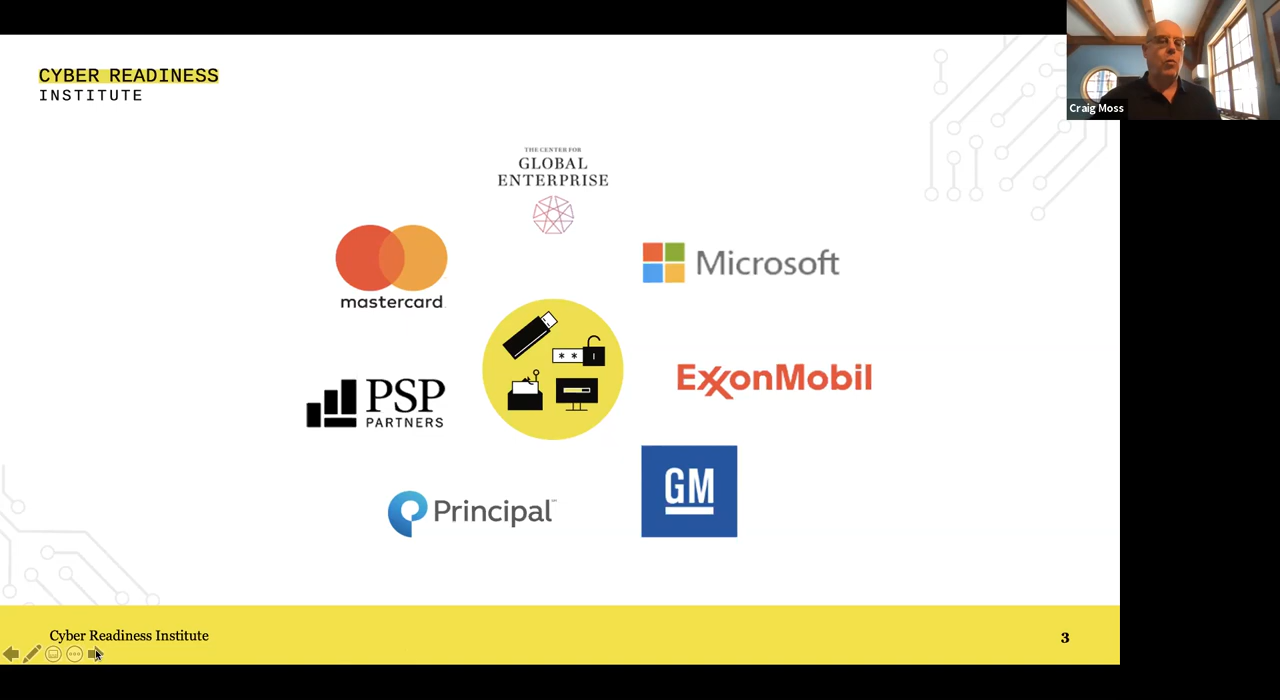 CYBER READINESS
INSTITUTE
Craig Moss
THE CENTER FOR
GLOBAL
ENTERPRISE
mastercard
Microsoft
* * I
PSP
PARTNERS
ExxonMobil
Principal
GM
Cyber Readiness Institute
3